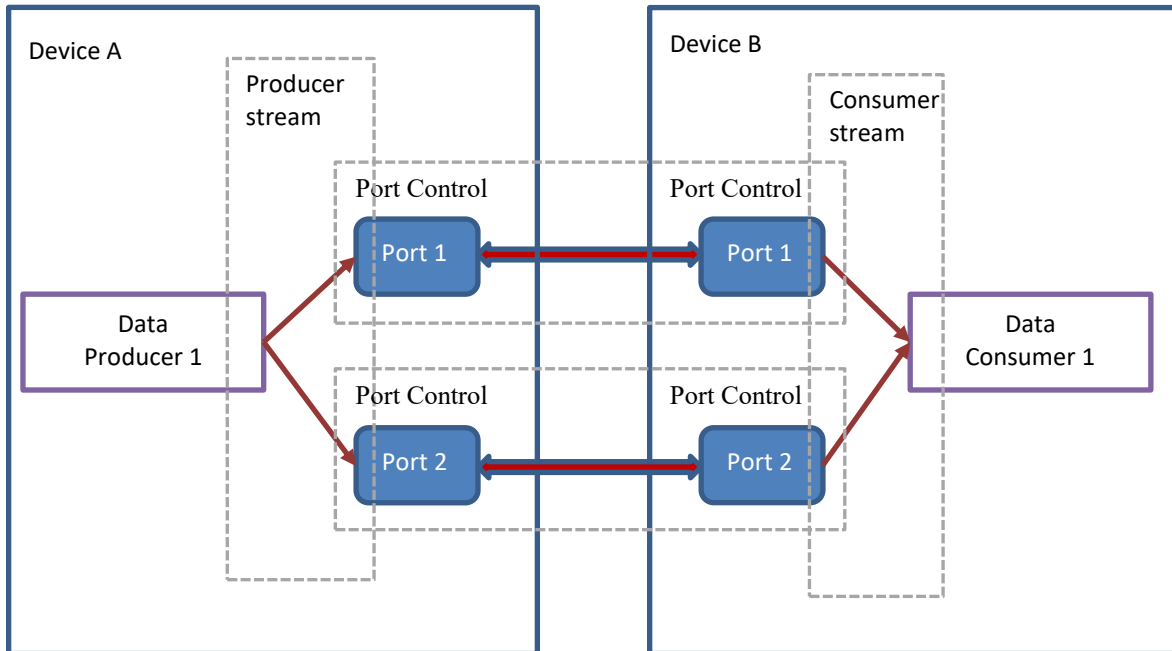 Device A
Device B
Producer
stream
Consumer
stream
Port Control
Port Control
Port 1
Port 1
Data
Producer 1
Data
Consumer 1
Port Control
Port Control
Port 2
Port 2